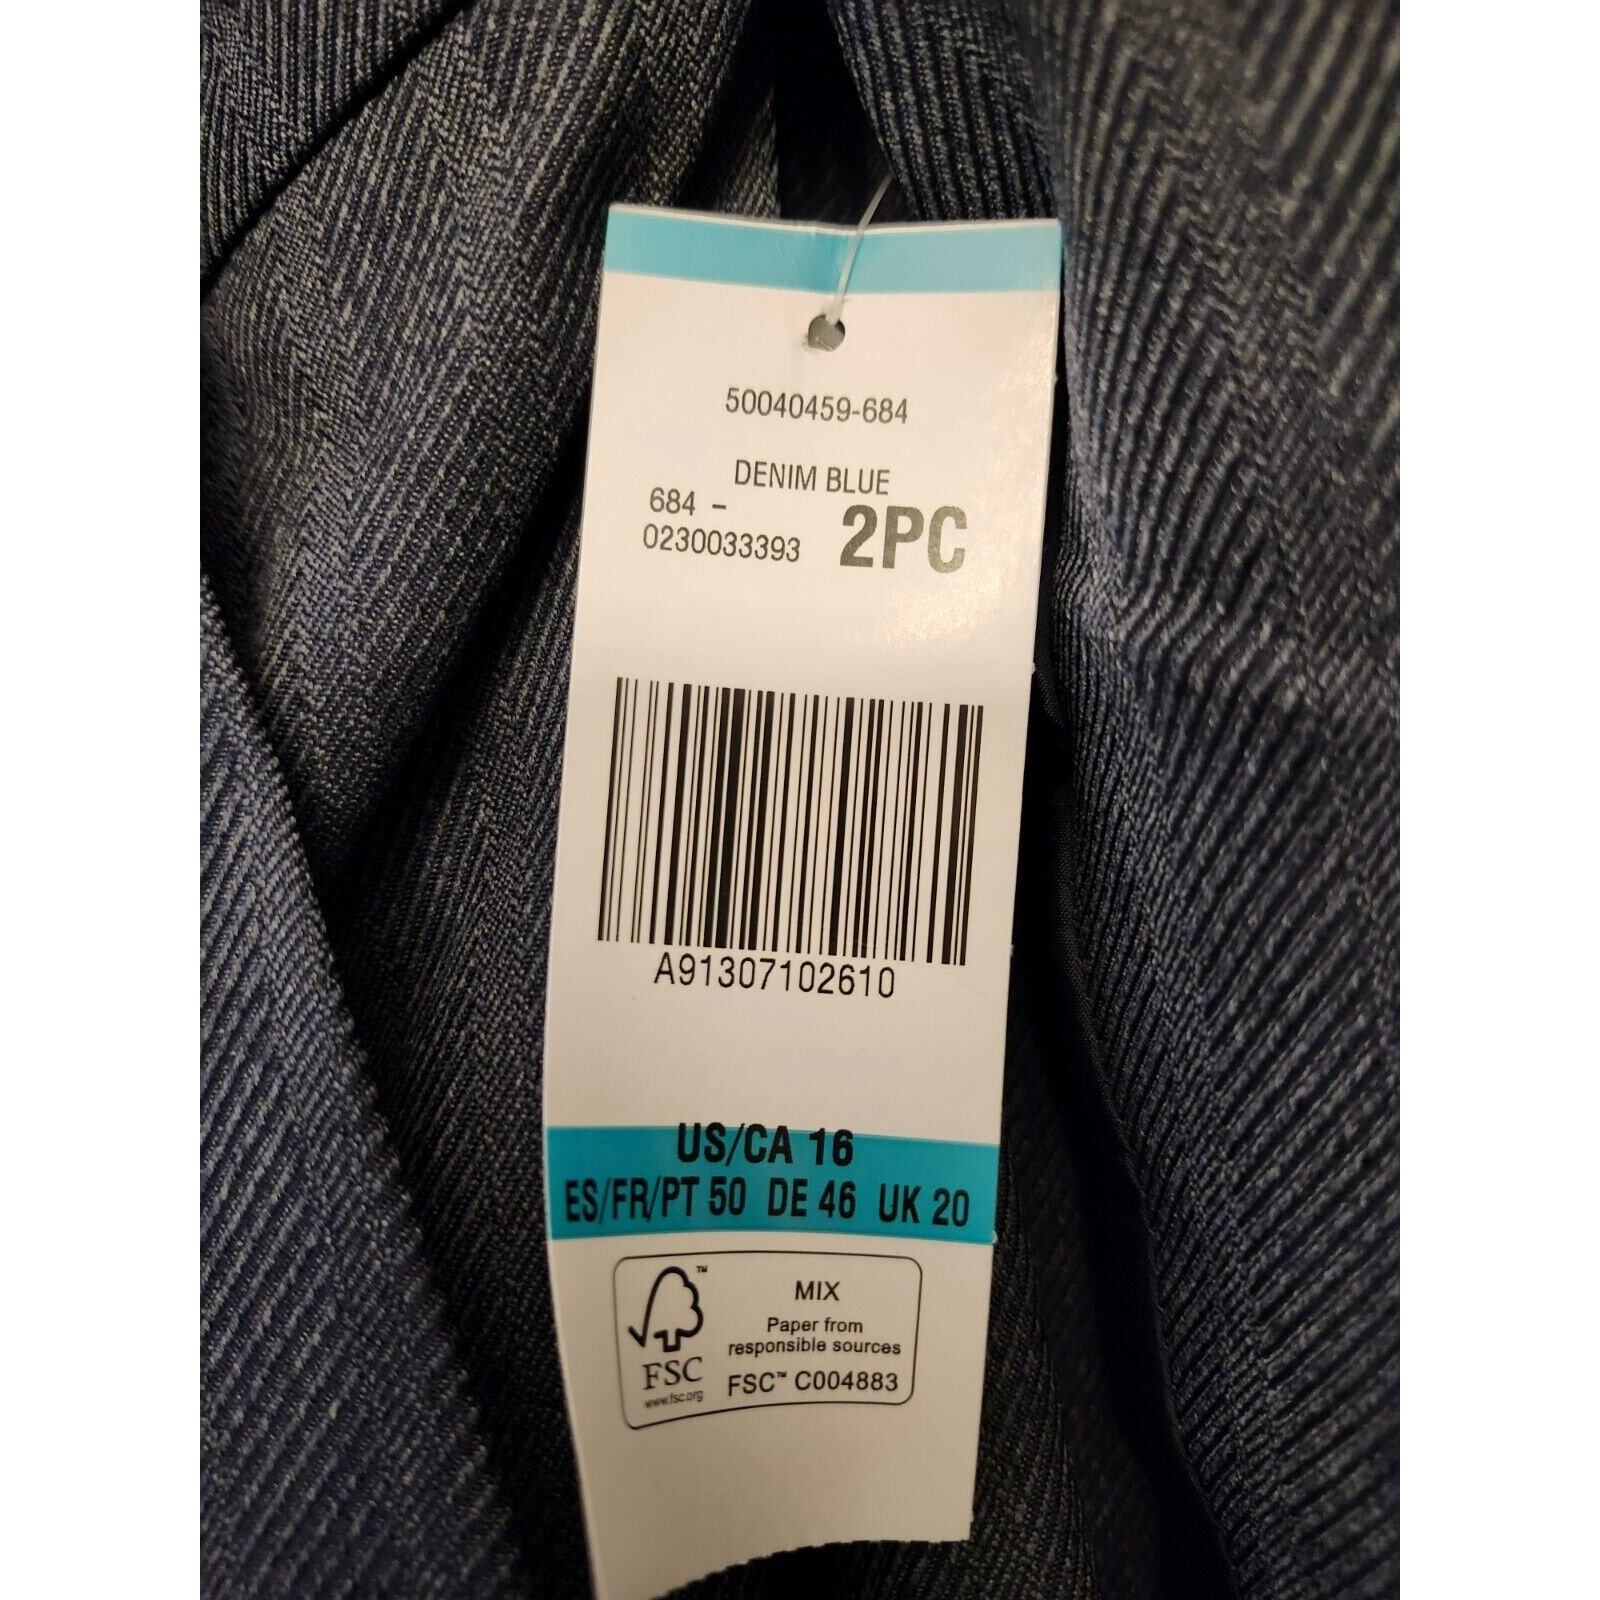 50040459-684
DENIM BLUE
684 -
0230033393
2PC
A91307102610
US/CA 16
ES/FR/PT 50 DE 46 UK 20
™
FSC
www.fsc.org
MIX
Paper from
responsible sources
FSC™ C004883